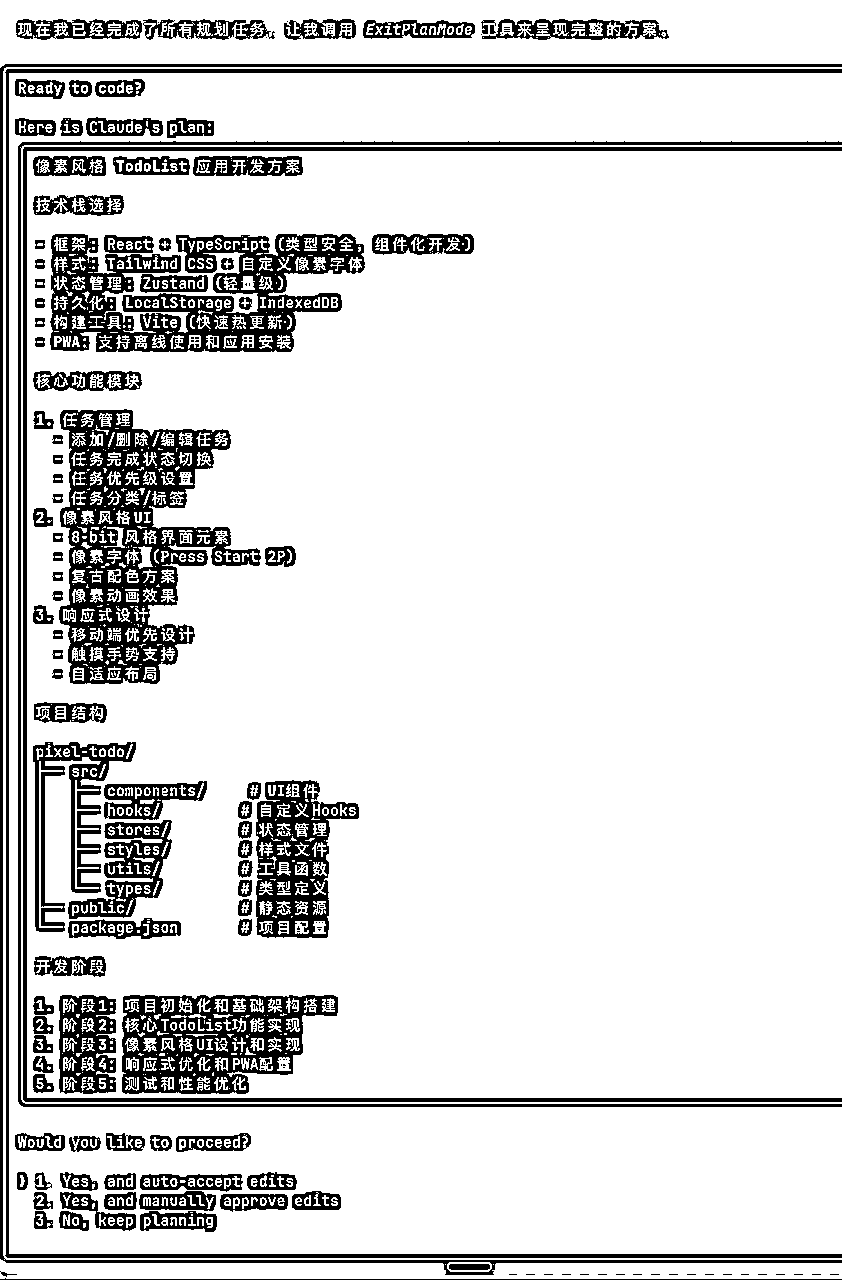 现在我已经完成了所有规划任务。让我调用 ExitPlanMode 工具来呈现完整的方案。
Ready to code?
Here is Claude's plan:
像素风格 TodoList 应用开发方案
技术栈选择
- 框架: React + TypeScript (类型安全, 组件化开发)
- 样式: Tailwind CSS + 自定义像素字体
- 状态管理: Zustand (轻量级)
- 持久化: LocalStorage + IndexedDB
- 构建工具: Vite (快速热更新)
- PWA: 支持离线使用和应用安装
核心功能模块
1. 任务管理
- 添加/删除/编辑任务
- 任务完成状态切换
- 任务优先级设置
- 任务分类/标签
2. 像素风格UI
- 8-bit 风格界面元素
- 像素字体 (Press Start 2P)
- 复古配色方案
- 像素动画效果
3. 响应式设计
- 移动端优先设计
- 触摸手势支持
- 自适应布局
项目结构
pixel-todo/
├── src/
│   ├── components/     # UI组件
│   ├── hooks/         # 自定义Hooks
│   ├── stores/        # 状态管理
│   ├── styles/        # 样式文件
│   ├── utils/         # 工具函数
│   └── types/         # 类型定义
├── public/            # 静态资源
└── package.json       # 项目配置
开发阶段
1. 阶段1: 项目初始化和基础架构搭建
2. 阶段2: 核心TodoList功能实现
3. 阶段3: 像素风格UI设计和实现
4. 阶段4: 响应式优化和PWA配置
5. 阶段5: 测试和性能优化
Would you like to proceed?
❯ 1. Yes, and auto-accept edits
2. Yes, and manually approve edits
3. No, keep planning